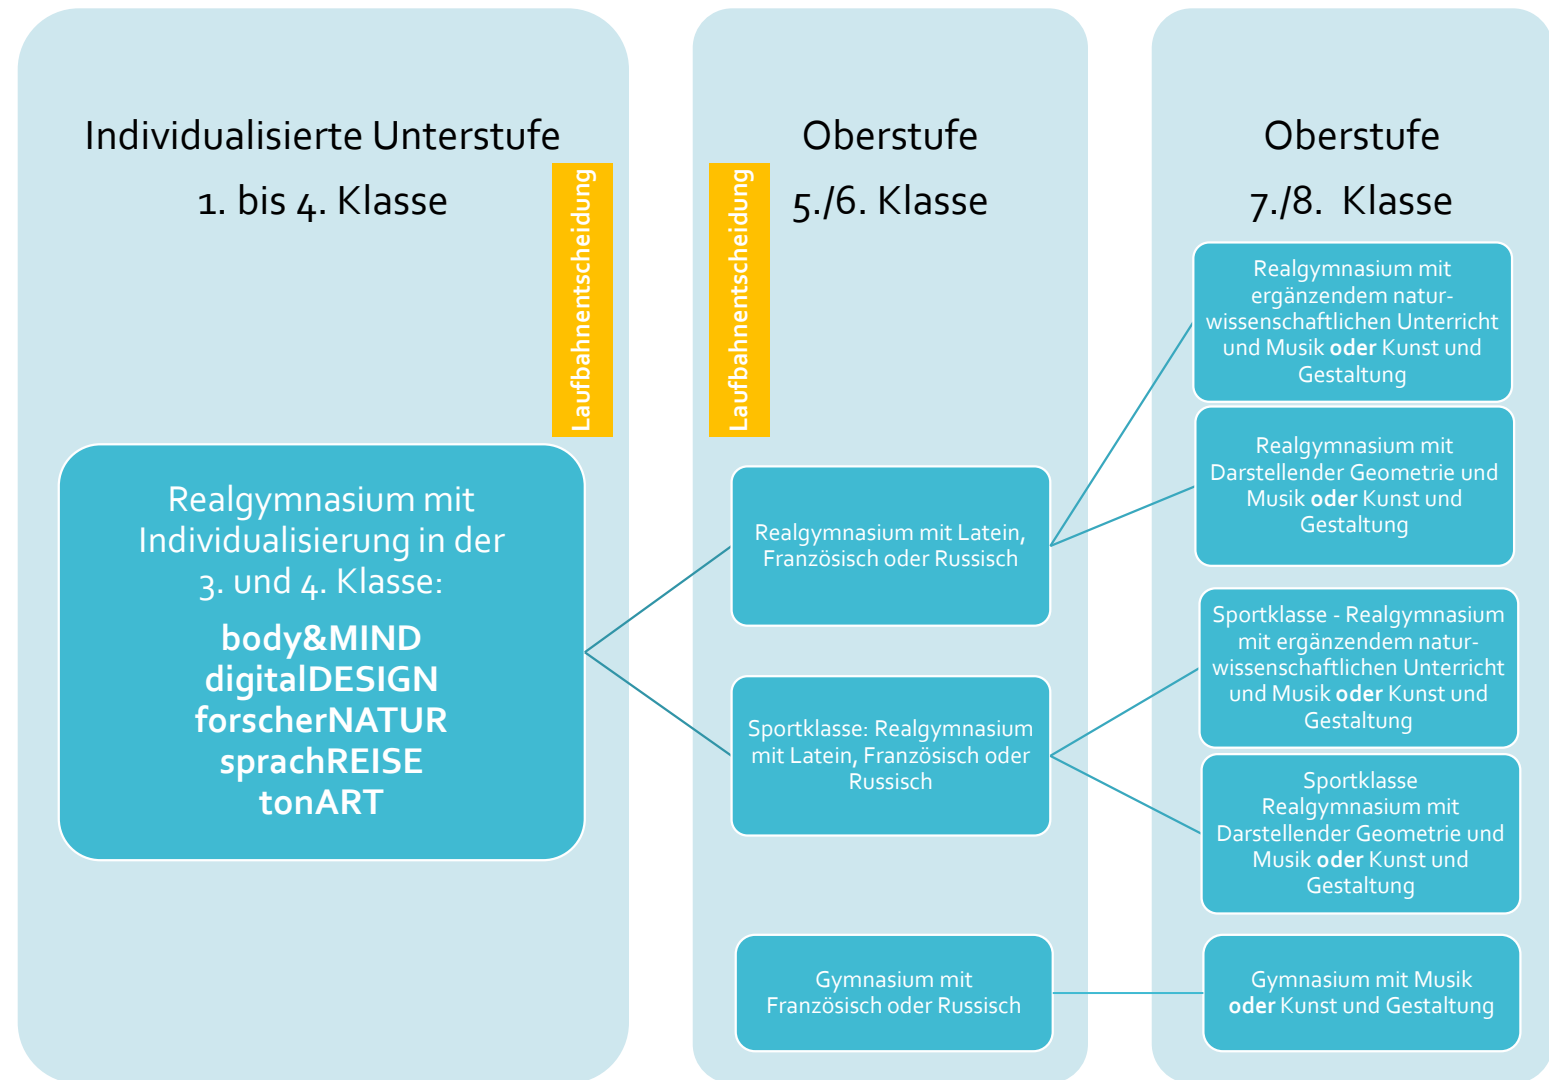 Individualisierte Unterstufe
1. bis 4. Klasse
Laufbahnentscheidung
Realgymnasium mit
Individualisierung in der
3. und 4. Klasse:
body&MIND
digitalDESIGN
forscherNATUR
sprachREISE
tonART
Oberstufe
5./6. Klasse
Laufbahnentscheidung
Realgymnasium mit Latein,
Französisch oder Russisch
Sportklasse: Realgymnasium
mit Latein, Französisch oder
Russisch
Gymnasium mit
Französisch oder Russisch
Oberstufe
7./8. Klasse
Realgymnasium mit
ergänzendem natur-
wissenschaftlichen Unterricht
und Musik oder Kunst und
Gestaltung
Realgymnasium mit
Darstellender Geometrie und
Musik oder Kunst und
Gestaltung
Sportklasse - Realgymnasium
mit ergänzendem natur-
wissenschaftlichen Unterricht
und Musik oder Kunst und
Gestaltung
Sportklasse
Realgymnasium mit
Darstellender Geometrie und
Musik oder Kunst und
Gestaltung
Gymnasium mit Musik
oder Kunst und Gestaltung